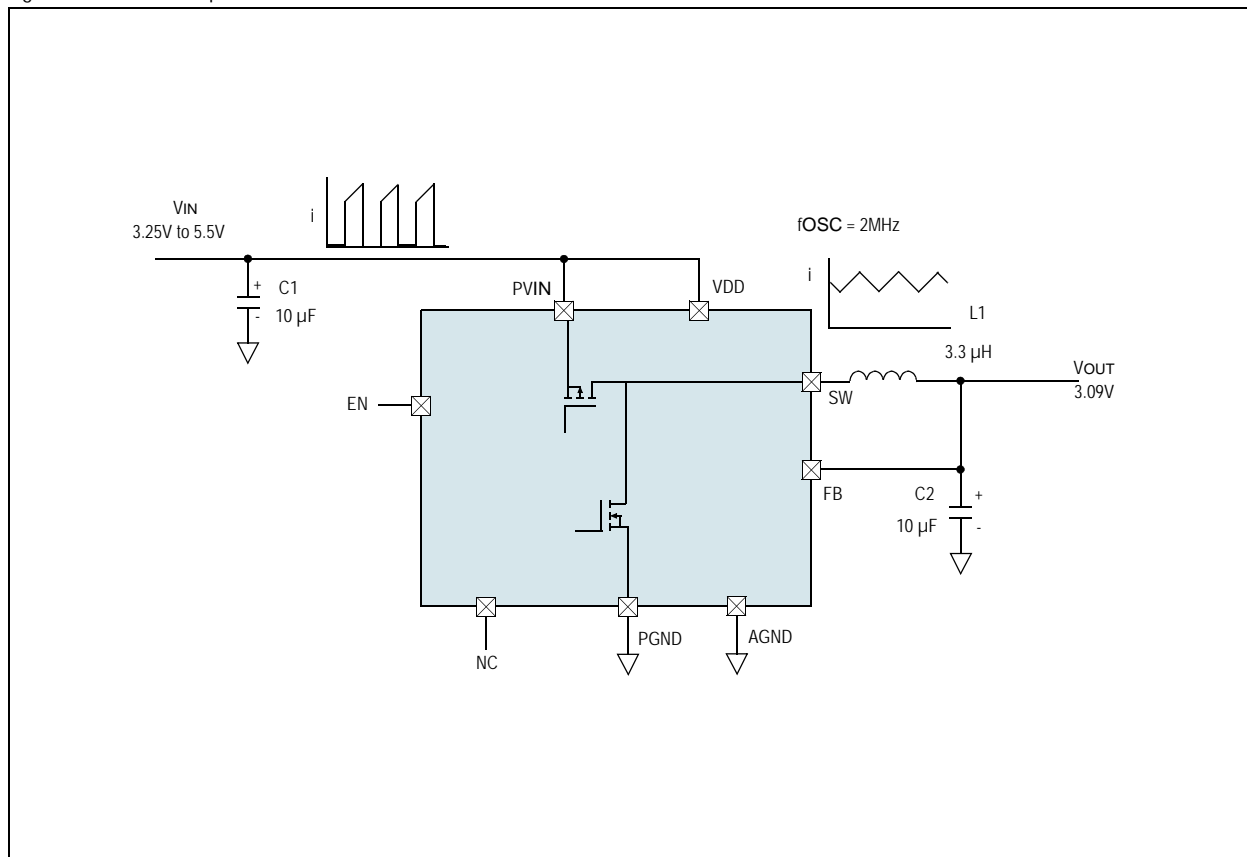 i
VIN
3.25V to 5.5V
fOSC = 2MHz
i
PVIN
VDD
+ C1
- 10 µF
L1
3.3 µH
VOUT
3.09V
EN
SW
FB
C2 +
10 µF -
PGND
AGND
NC